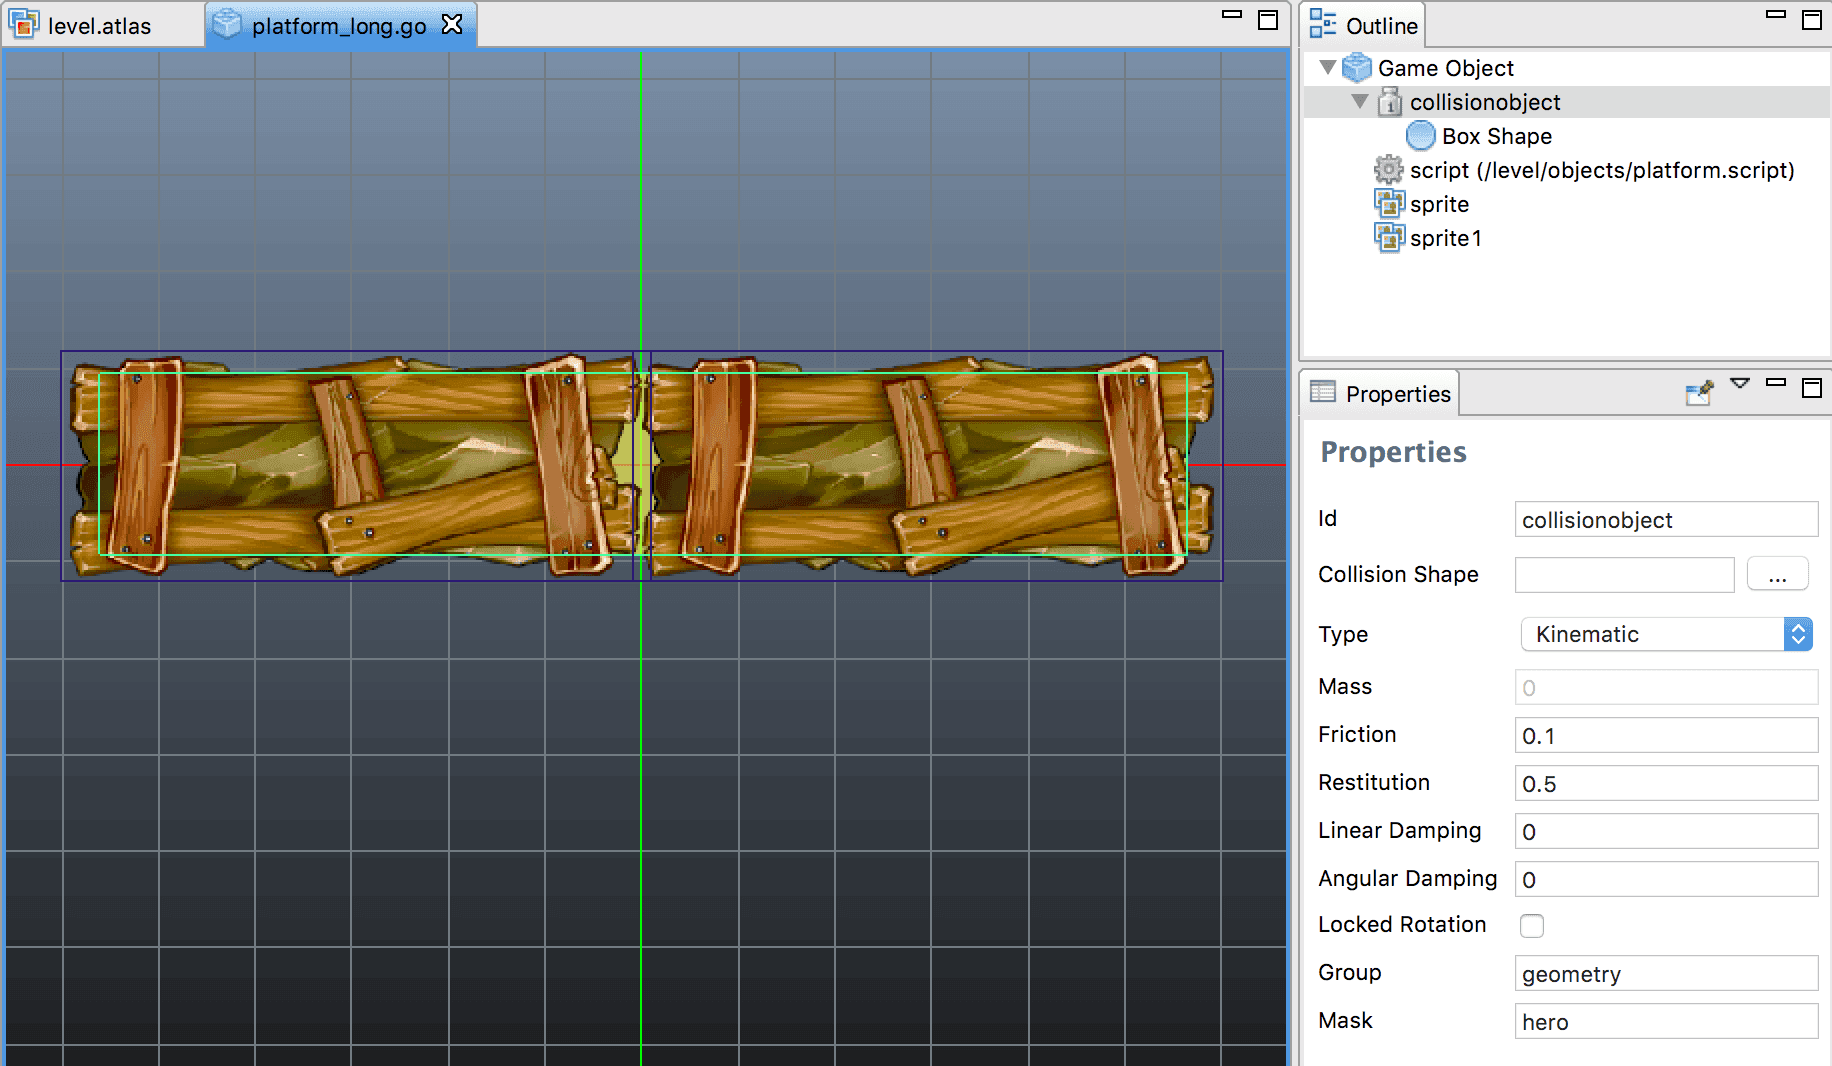 level.atlas
platform_long.go
Outline
Game Object
collisionobject
Box Shape
script (/level/objects/platform.script)
sprite
sprite1
Properties
Properties
Id collisionobject
Collision Shape ...
Type Kinematic
Mass 0
Friction 0.1
Restitution 0.5
Linear Damping 0
Angular Damping 0
Locked Rotation
Group geometry
Mask hero